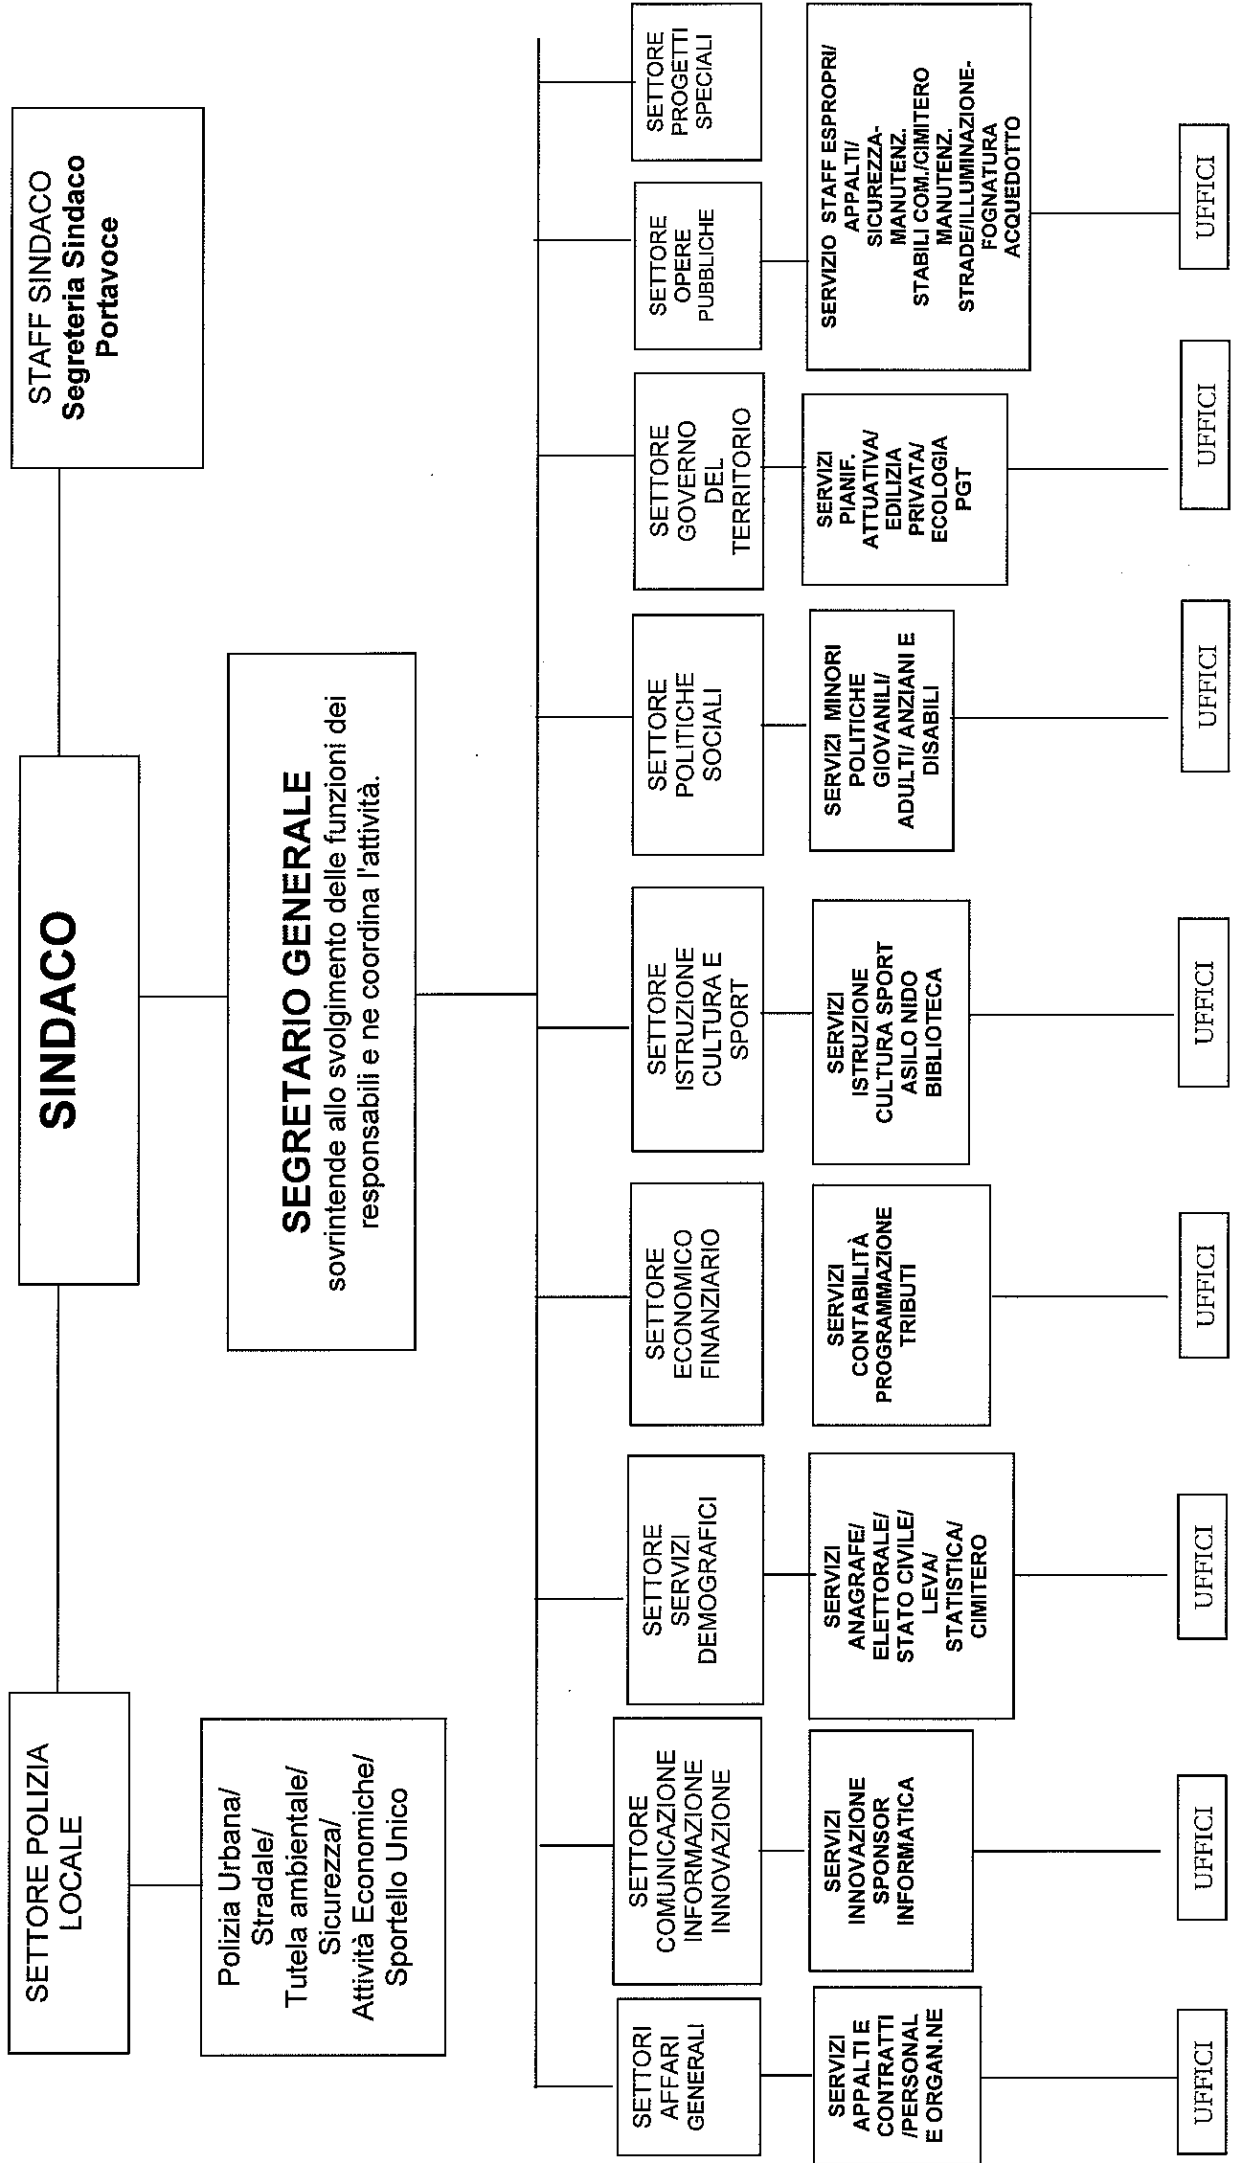 SETTORE POLIZIA
LOCALE
SINDACO
STAFF SINDACO
Segreteria Sindaco
Portavoce
Polizia Urbana/
Stradale/
Tutela ambientale/
Sicurezza/
Attività Economiche/
Sportello Unico
SEGRETARIO GENERALE
sovrintende allo svolgimento delle funzioni dei
responsabili e ne coordina l'attività.
SETTORI
AFFARI
GENERALI
SETTORE
COMUNICAZIONE
INFORMAZIONE
INNOVAZIONE
SETTORE
SERVIZI
DEMOGRAFICI
SETTORE
ECONOMICO
FINANZIARIO
SETTORE
ISTRUZIONE
CULTURA E
SPORT
SETTORE
POLITICHE
SOCIALI
SETTORE
GOVERNO
DEL
TERRITORIO
SETTORE
OPERE
PUBBLICHE
SETTORE
PROGETTI
SPECIALI
SERVIZI
APPALTI E
CONTRATTI
/PERSONAL
E ORGAN.NE
SERVIZI
INNOVAZIONE
SPONSOR
INFORMATICA
SERVIZI
ANAGRAFE/
ELETTORALE/
STATO CIVILE/
LEVA/
STATISTICA/
CIMITERO
SERVIZI
CONTABILITÀ
PROGRAMMAZIONE
TRIBUTI
SERVIZI
ISTRUZIONE
CULTURA SPORT
ASILO NIDO
BIBLIOTECA
SERVIZI MINORI
POLITICHE
GIOVANILI/
ADULTI/ ANZIANI E
DISABILI
SERVIZI
PIANIF.
ATTUATIVA/
EDILIZIA
PRIVATA/
ECOLOGIA
PGT
SERVIZIO STAFF ESPROPRI/
APPALTI/
SICUREZZA-
MANUTENZ.
STABILI COM./CIMITERO
MANUTENZ.
STRADE/ILLUMINAZIONE-
FOGNATURA
ACQUEDOTTO
UFFICI
UFFICI
UFFICI
UFFICI
UFFICI
UFFICI
UFFICI
UFFICI